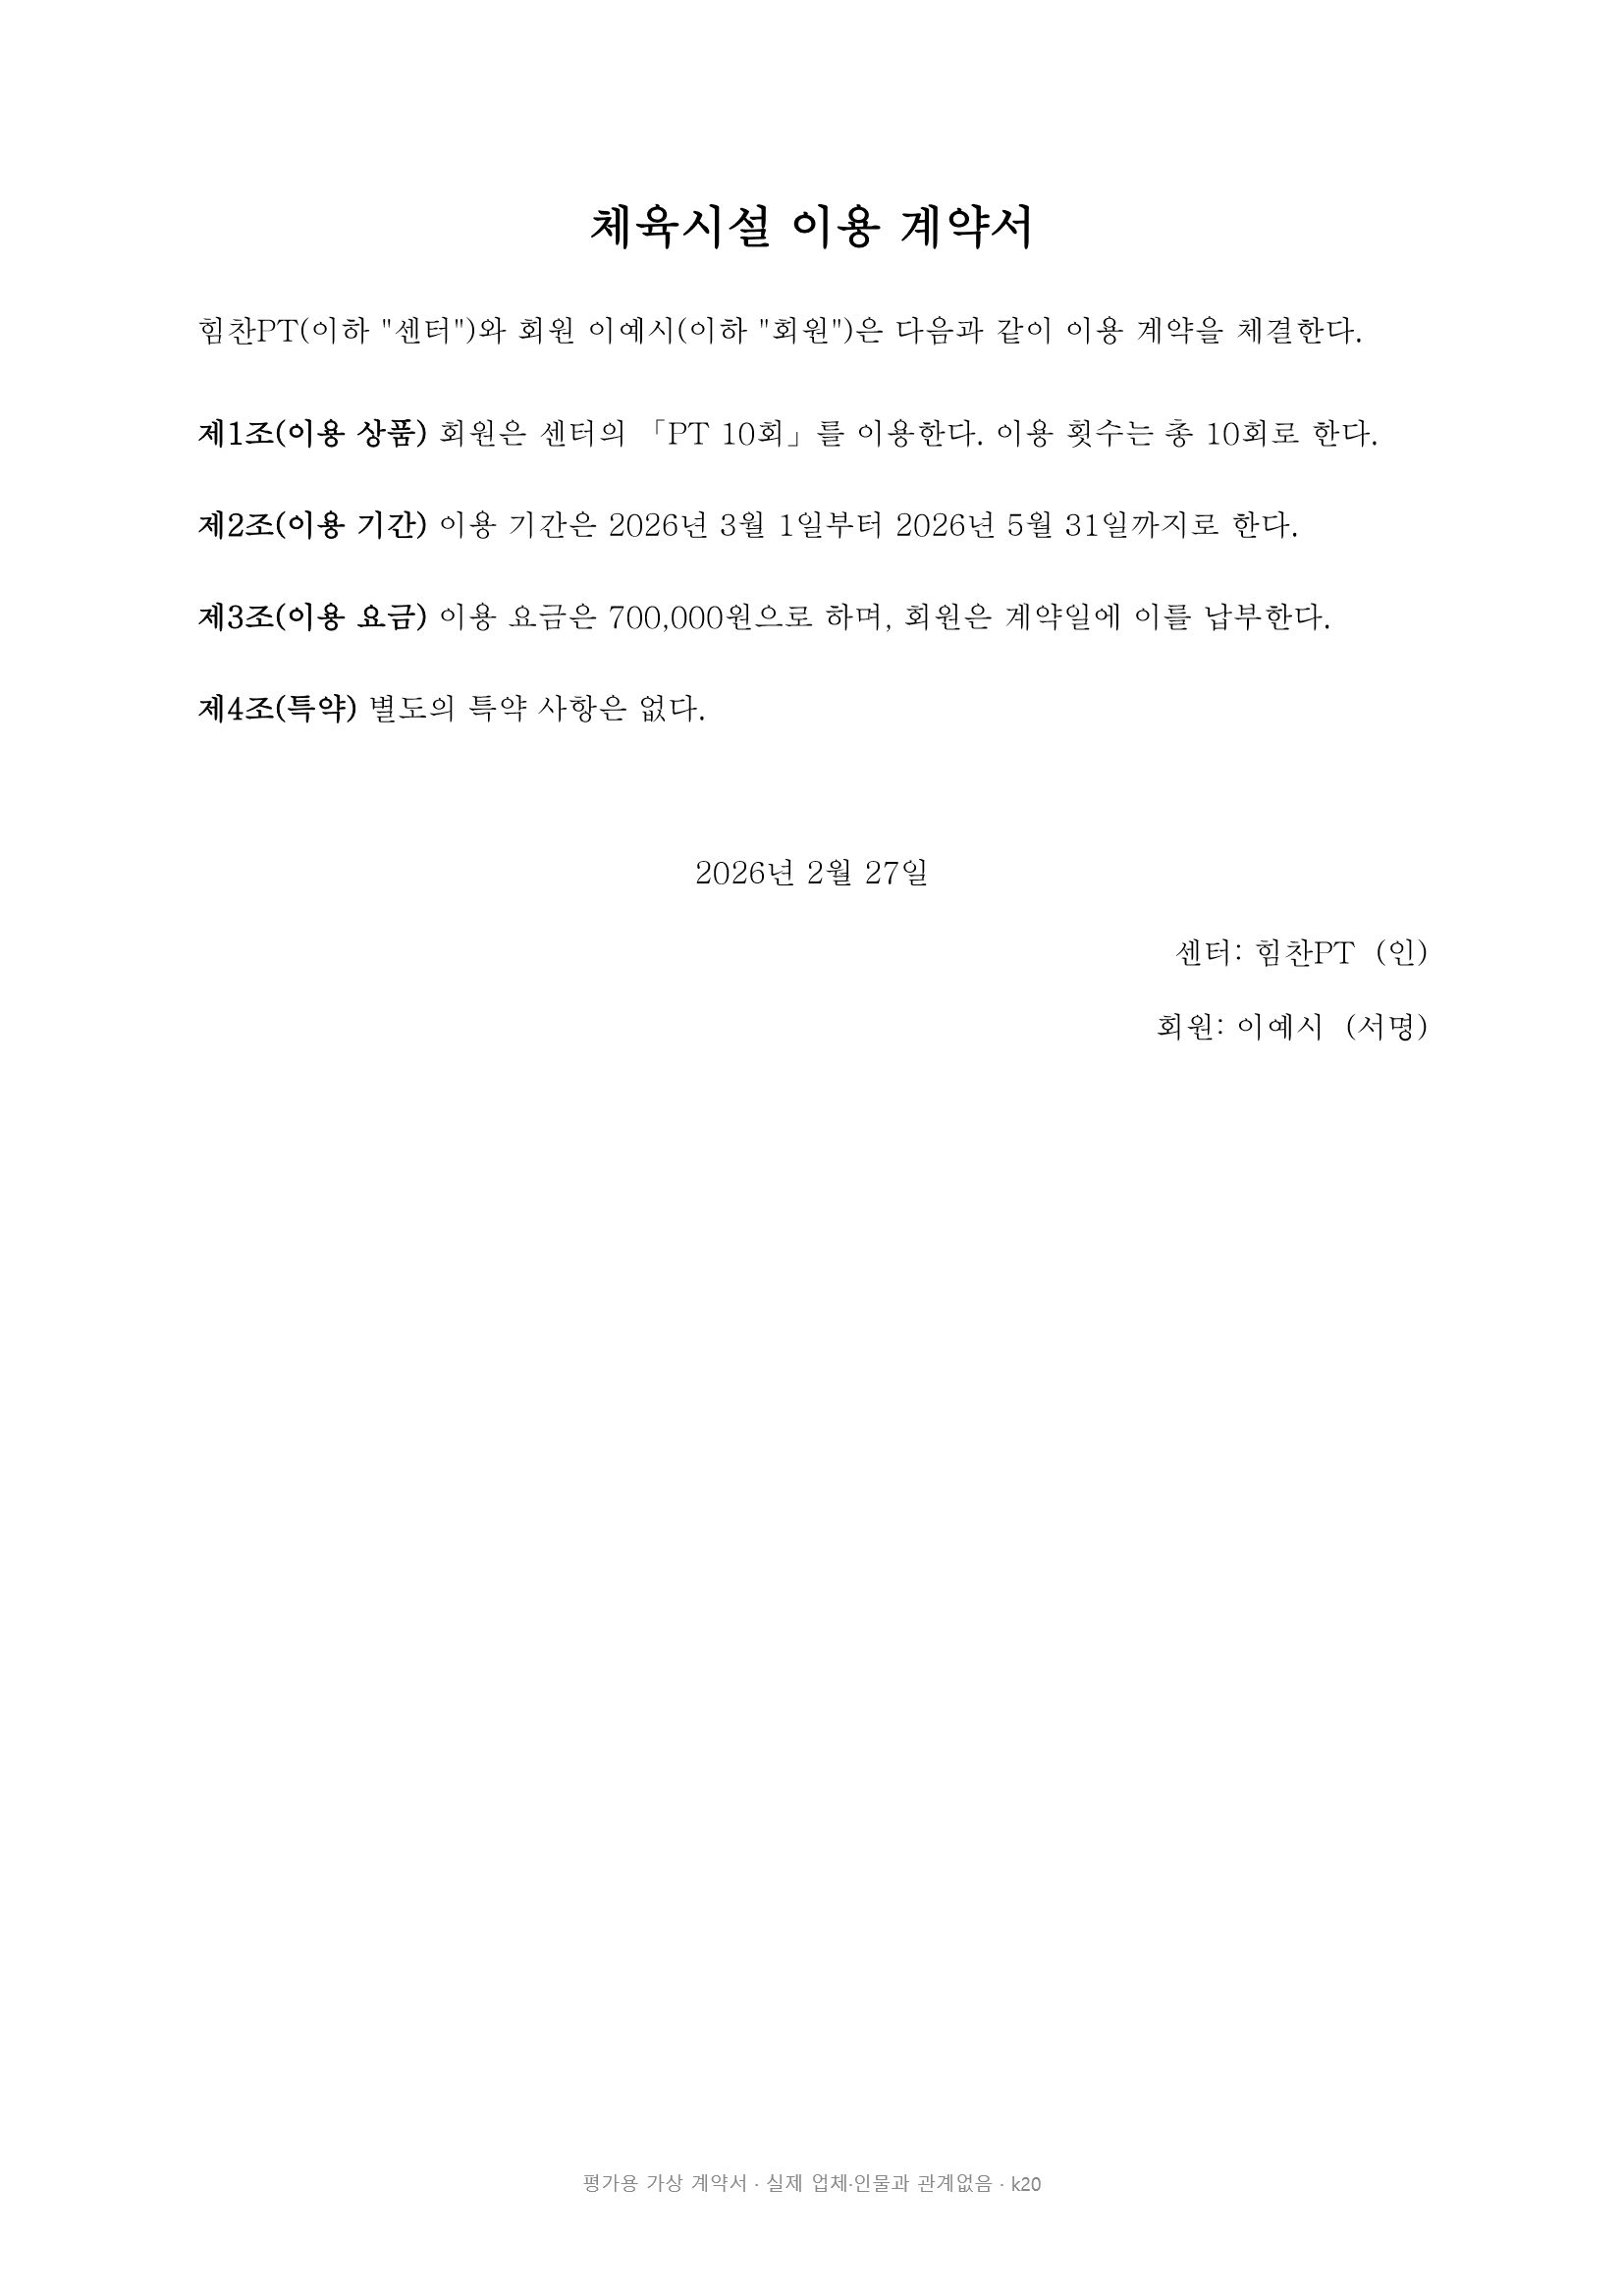 체육시설 이용 계약서
힘찬PT(이하 "센터")와 회원 이예시(이하 "회원")은 다음과 같이 이용 계약을 체결한다.
제1조(이용 상품) 회원은 센터의 「PT 10회」를 이용한다. 이용 횟수는 총 10회로 한다.
제2조(이용 기간) 이용 기간은 2026년 3월 1일부터 2026년 5월 31일까지로 한다.
제3조(이용 요금) 이용 요금은 700,000원으로 하며, 회원은 계약일에 이를 납부한다.
제4조(특약) 별도의 특약 사항은 없다.
2026년 2월 27일
센터: 힘찬PT (인)
회원: 이예시 (서명)
평가용 가상 계약서 · 실제 업체·인물과 관계없음 · k20